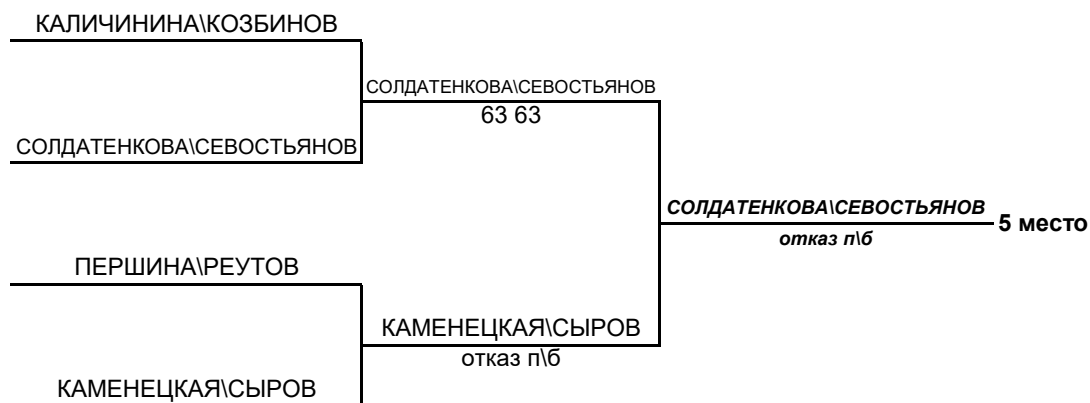 КАЛИЧИНИНА\КОЗБИНОВ
СОЛДАТЕНКОВА\СЕВОСТЬЯНОВ
63 63
СОЛДАТЕНКОВА\СЕВОСТЬЯНОВ
СОЛДАТЕНКОВА\СЕВОСТЬЯНОВ
5 место
отказ п\б
ПЕРШИНА\РЕУТОВ
КАМЕНЕЦКАЯ\СЫРОВ
отказ п\б
КАМЕНЕЦКАЯ\СЫРОВ